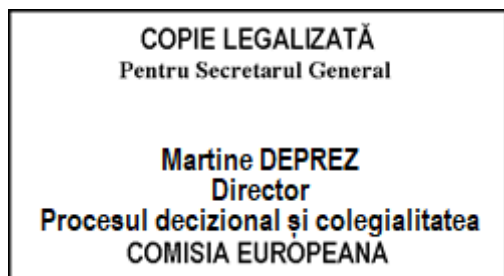 COPIE LEGALIZATĂ
Pentru Secretarul General
Martine DEPREZ
Director
Procesul decizional și colegialitatea
COMISIA EUROPEANA